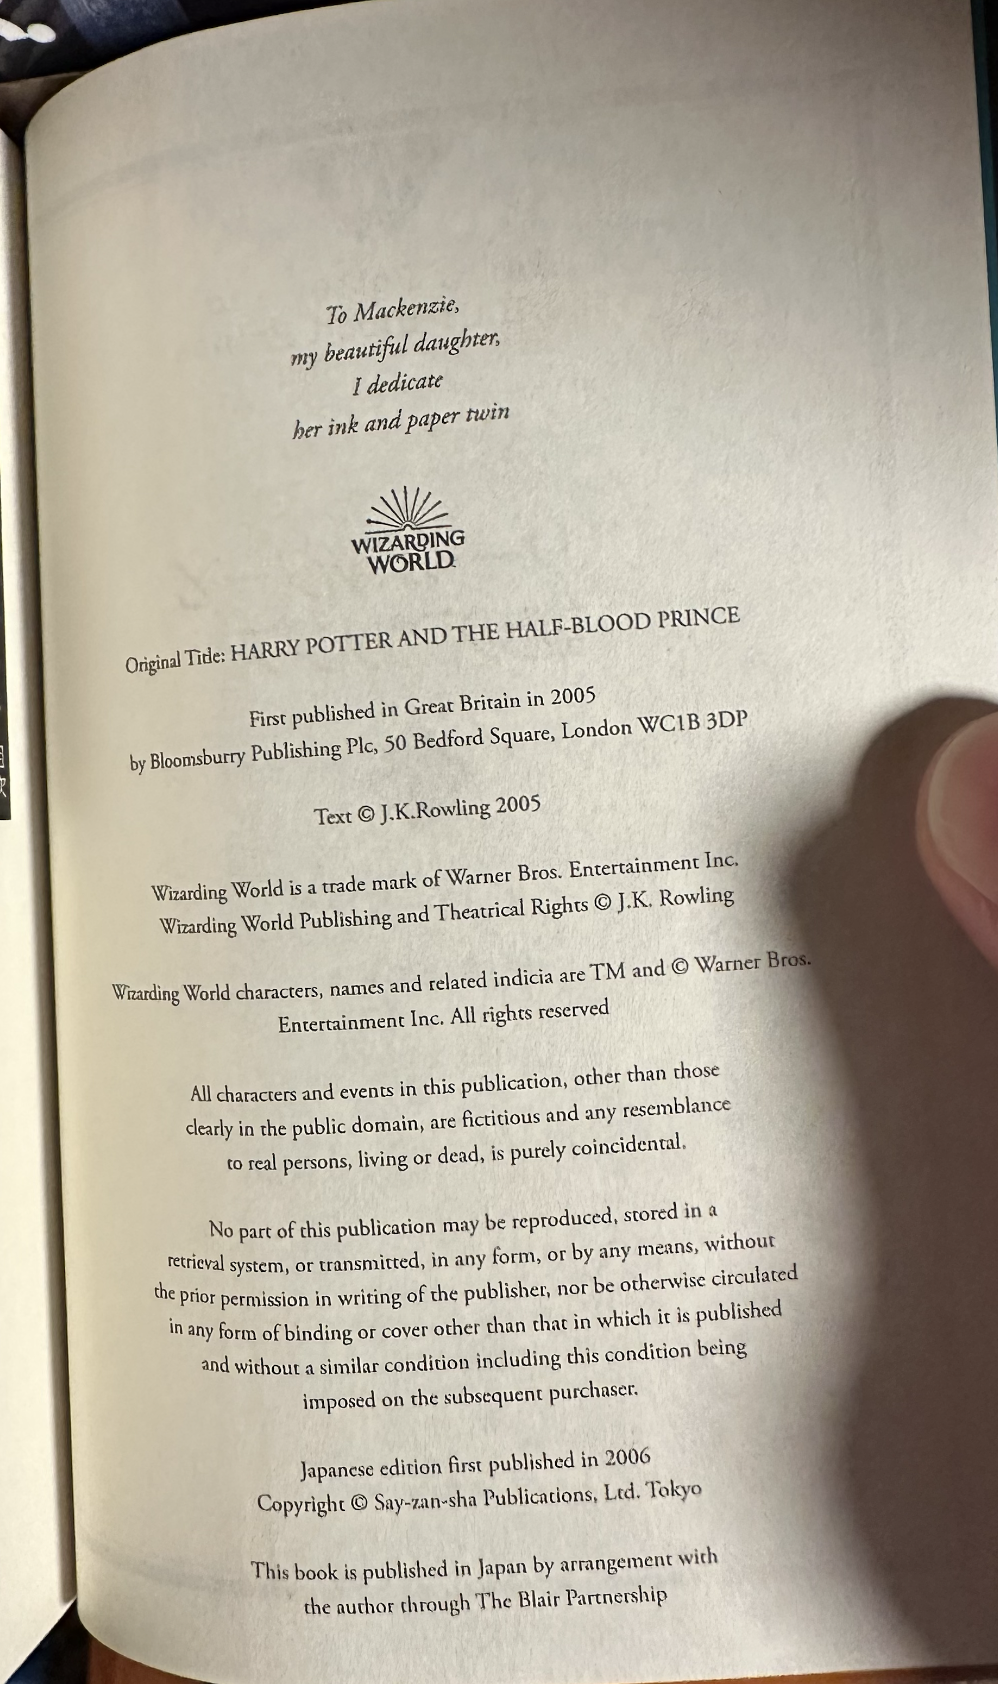 To Mackenzie,
my beautiful daughter,
I dedicate
her ink and paper twin
WIZARDING
WORLD
Original Title: HARRY POTTER AND THE HALF-BLOOD PRINCE
First published in Great Britain in 2005
by Bloomsburry Publishing Plc, 50 Bedford Square, London WC1B 3DP
Text © J.K.Rowling 2005
Wizarding World is a trade mark of Warner Bros. Entertainment Inc.
Wizarding World Publishing and Theatrical Rights © J.K. Rowling
Wizarding World characters, names and related indicia are TM and © Warner Bros.
Entertainment Inc. All rights reserved
All characters and events in this publication, other than those
clearly in the public domain, are fictitious and any resemblance
to real persons, living or dead, is purely coincidental.
No part of this publication may be reproduced, stored in a
retrieval system, or transmitted, in any form, or by any means, without
the prior permission in writing of the publisher, nor be otherwise circulated
in any form of binding or cover other than that in which it is published
and without a similar condition including this condition being
imposed on the subsequent purchaser.
Japanese edition first published in 2006
Copyright © Say-zan-sha Publications, Ltd. Tokyo
This book is published in Japan by arrangement with
the author through The Blair Partnership